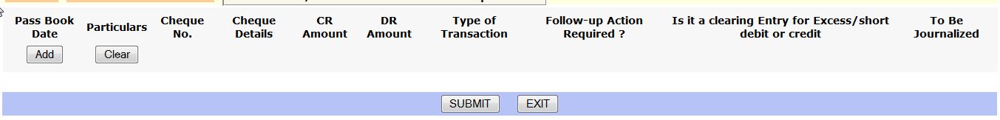 Pass Book Date Particulars Cheque No. Cheque Details CR Amount DR Amount Type of Transaction Follow-up Action Required ? Is it a clearing Entry for Excess/short debit or credit To Be Journalized
Add Clear
SUBMIT EXIT